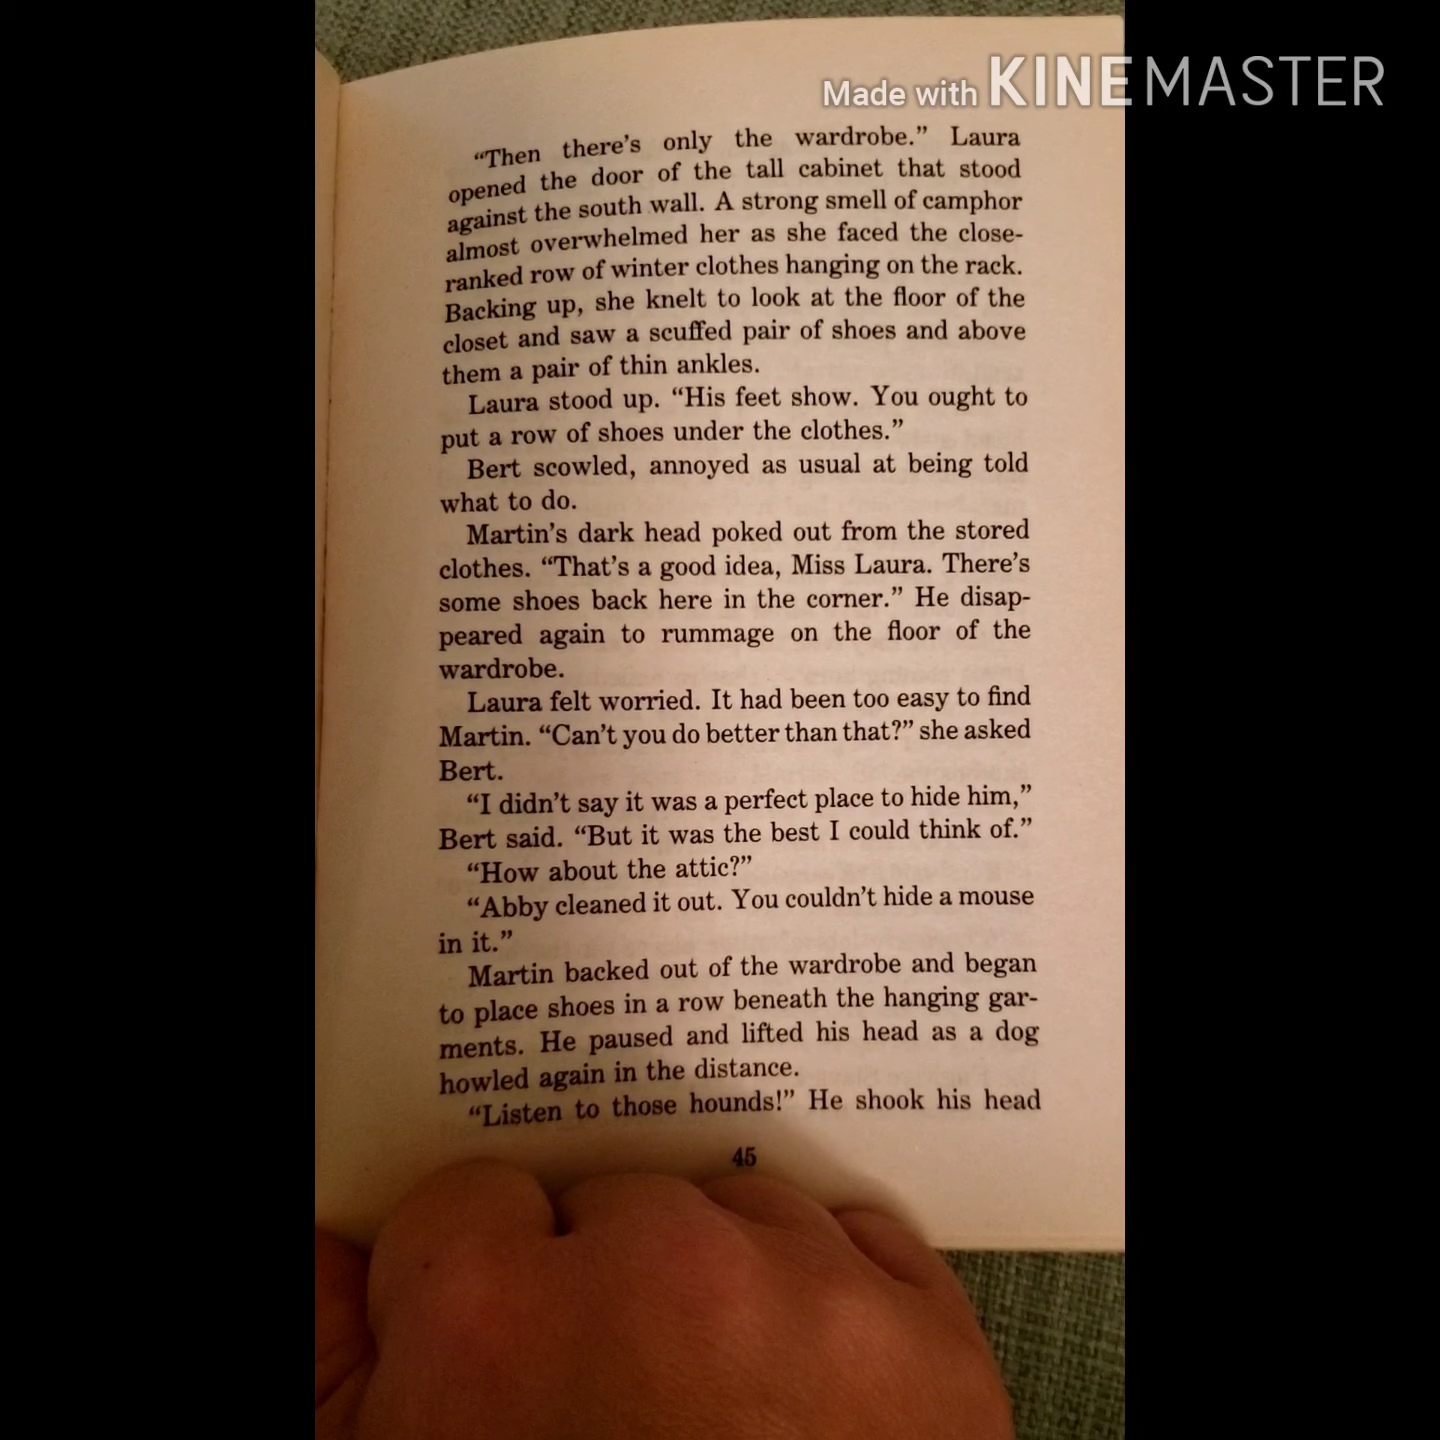 Made with KINEMASTER
“Then there’s only the wardrobe.” Laura
opened the door of the tall cabinet that stood
against the south wall. A strong smell of camphor
almost overwhelmed her as she faced the close-
ranked row of winter clothes hanging on the rack.
Backing up, she knelt to look at the floor of the
closet and saw a scuffed pair of shoes and above
them a pair of thin ankles.
Laura stood up. “His feet show. You ought to
put a row of shoes under the clothes.”
Bert scowled, annoyed as usual at being told
what to do.
Martin’s dark head poked out from the stored
clothes. “That’s a good idea, Miss Laura. There’s
some shoes back here in the corner.” He disap-
peared again to rummage on the floor of the
wardrobe.
Laura felt worried. It had been too easy to find
Martin. “Can’t you do better than that?” she asked
Bert.
“I didn’t say it was a perfect place to hide him,”
Bert said. “But it was the best I could think of.”
“How about the attic?”
“Abby cleaned it out. You couldn’t hide a mouse
in it.”
Martin backed out of the wardrobe and began
to place shoes in a row beneath the hanging gar-
ments. He paused and lifted his head as a dog
howled again in the distance.
“Listen to those hounds!” He shook his head
45